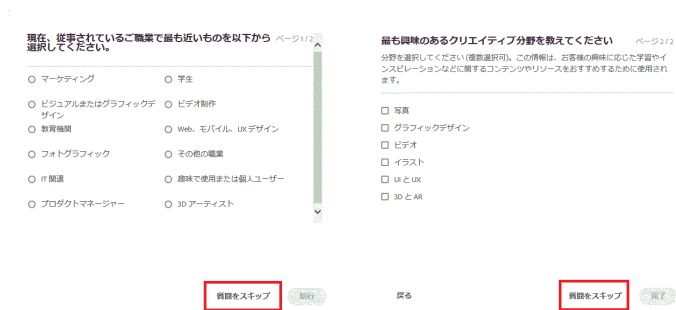 現在、従事されているご職業で最も近いものを以下から
選択してください。
ページ1/2
マーケティング
学生
ビジュアルまたはグラフィックデ
ザイン
ビデオ制作
教育機関
Web、モバイル、UX デザイン
フォトグラフィック
その他の職業
IT 関連
趣味で使用または個人ユーザー
プロダクトマネージャー
3D アーティスト
質問をスキップ
続行
最も興味のあるクリエイティブ分野を教えてください
ページ2/2
分野を選択してください (複数選択可)。この情報は、お客様の興味に応じた学習やイ
ンスピレーションなどに関するコンテンツやリソースをおすすめするために使用され
ます。
写真
グラフィックデザイン
ビデオ
イラスト
UI と UX
3D と AR
戻る
質問をスキップ
完了